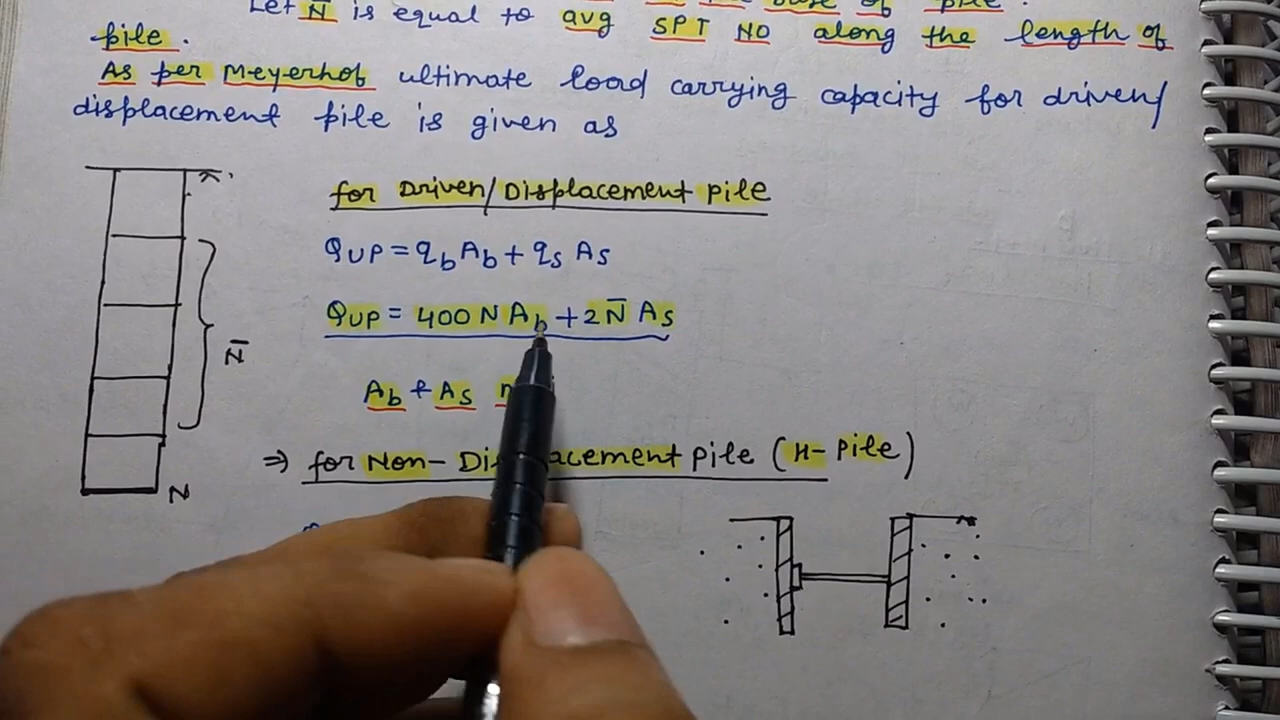 Let N̄ is equal to avg SPT NO along the length of
pile.
As per Meyerhof ultimate load carrying capacity for driven/
displacement pile is given as
for Driven/Displacement pile
QUP = qb Ab + qs As
QUP = 400 N Ab + 2 N̄ As
N̄
Ab & As
⇒ for Non-Displacement pile (H-Pile)
N